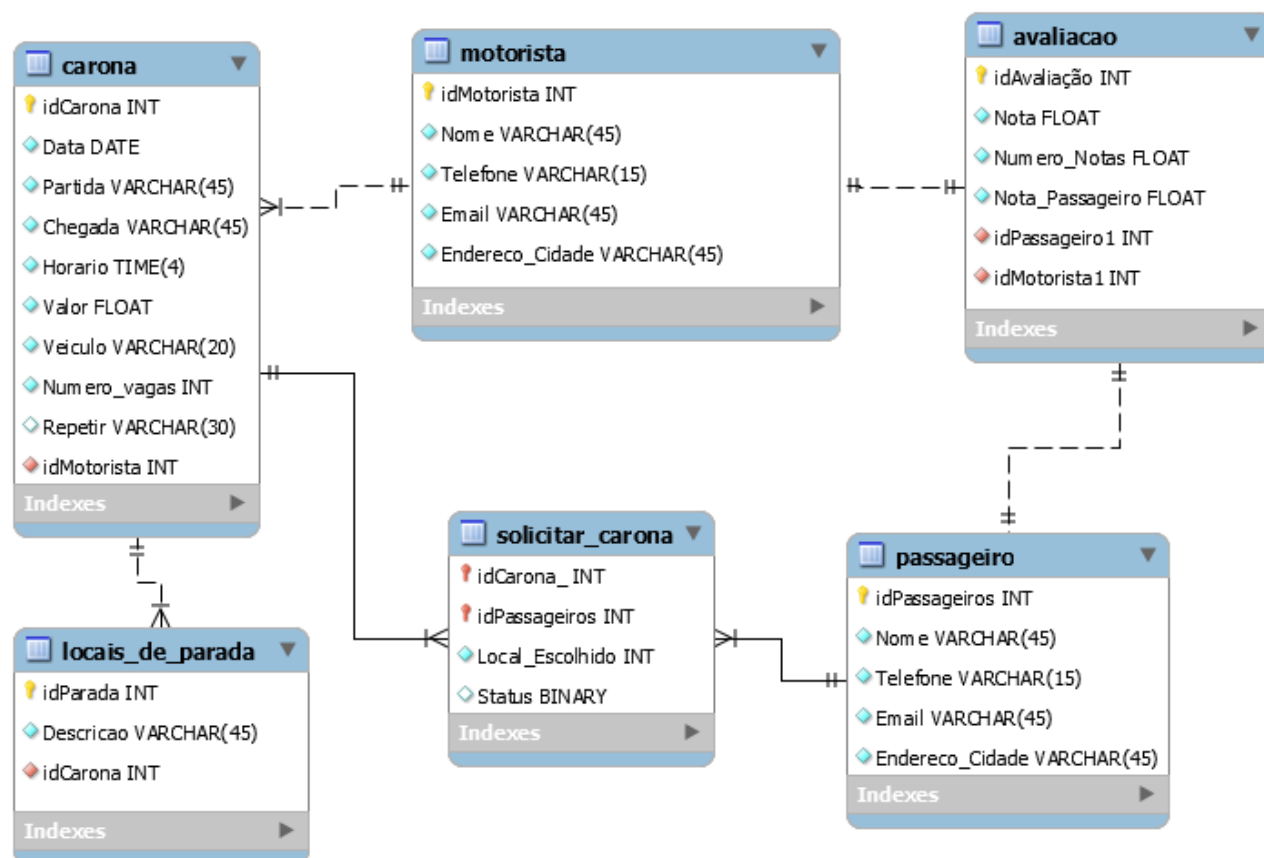 carona
idCarona INT
Data DATE
Partida VARCHAR(45)
Chegada VARCHAR(45)
Horario TIME(4)
Valor FLOAT
Veiculo VARCHAR(20)
Numero_vagas INT
Repetir VARCHAR(30)
idMotorista INT
Indexes
motorista
idMotorista INT
Nome VARCHAR(45)
Telefone VARCHAR(15)
Email VARCHAR(45)
Endereco_Cidade VARCHAR(45)
Indexes
avaliacao
idAvaliação INT
Nota FLOAT
Numero_Notas FLOAT
Nota_Passageiro FLOAT
idPassageiro1 INT
idMotorista1 INT
Indexes
locais_de_parada
idParada INT
Descricao VARCHAR(45)
idCarona INT
Indexes
solicitar_carona
idCarona_ INT
idPassageiros INT
Local_Escolhido INT
Status BINARY
Indexes
passageiro
idPassageiros INT
Nome VARCHAR(45)
Telefone VARCHAR(15)
Email VARCHAR(45)
Endereco_Cidade VARCHAR(45)
Indexes